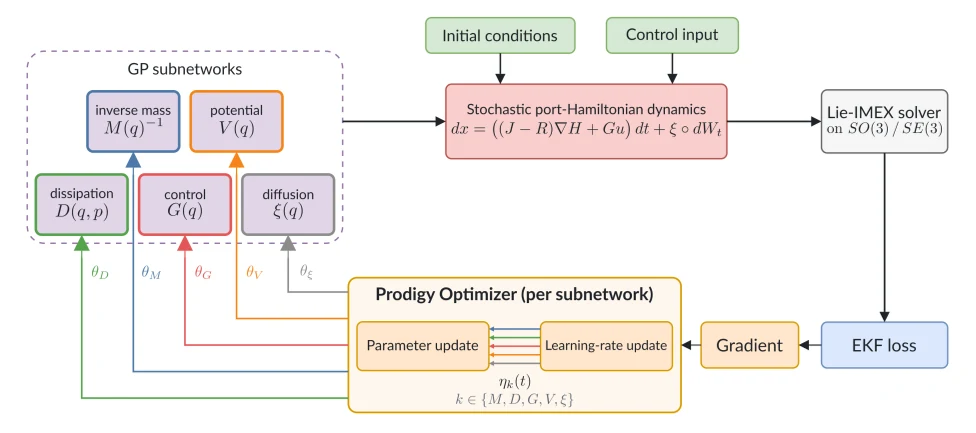 Initial conditions
Control input
GP subnetworks
inverse mass
M(q)⁻¹
potential
V(q)
dissipation
D(q, p)
control
G(q)
diffusion
ξ(q)
Stochastic port-Hamiltonian dynamics
dx = ((J − R)∇H + Gu) dt + ξ ∘ dW_t
Lie-IMEX solver
on SO(3) / SE(3)
θ_D
θ_M
θ_G
θ_V
θ_ξ
Prodigy Optimizer (per subnetwork)
Parameter update
Learning-rate update
η_k(t)
k ∈ {M, D, G, V, ξ}
Gradient
EKF loss